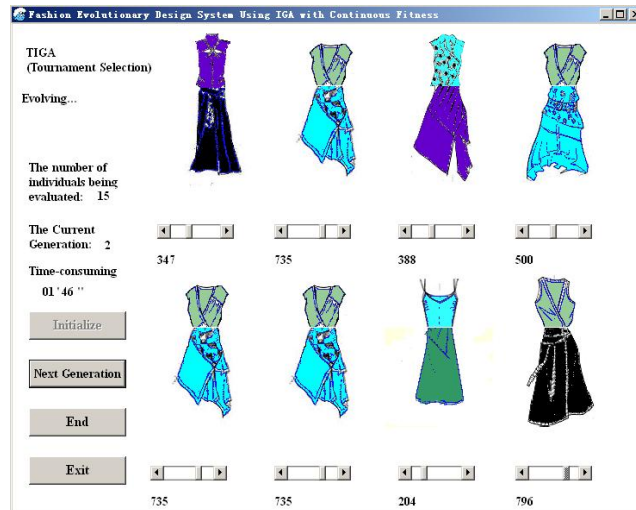 Fashion Evolutionary Design System Using IGA with Continuous Fitness
TIGA
(Tournament Selection)
Evolving...
The number of
individuals being
evaluated: 15
The Current
Generation: 2
Time-consuming
01 ' 46 "
Initialize
Next Generation
End
Exit
347
735
388
500
735
735
204
796